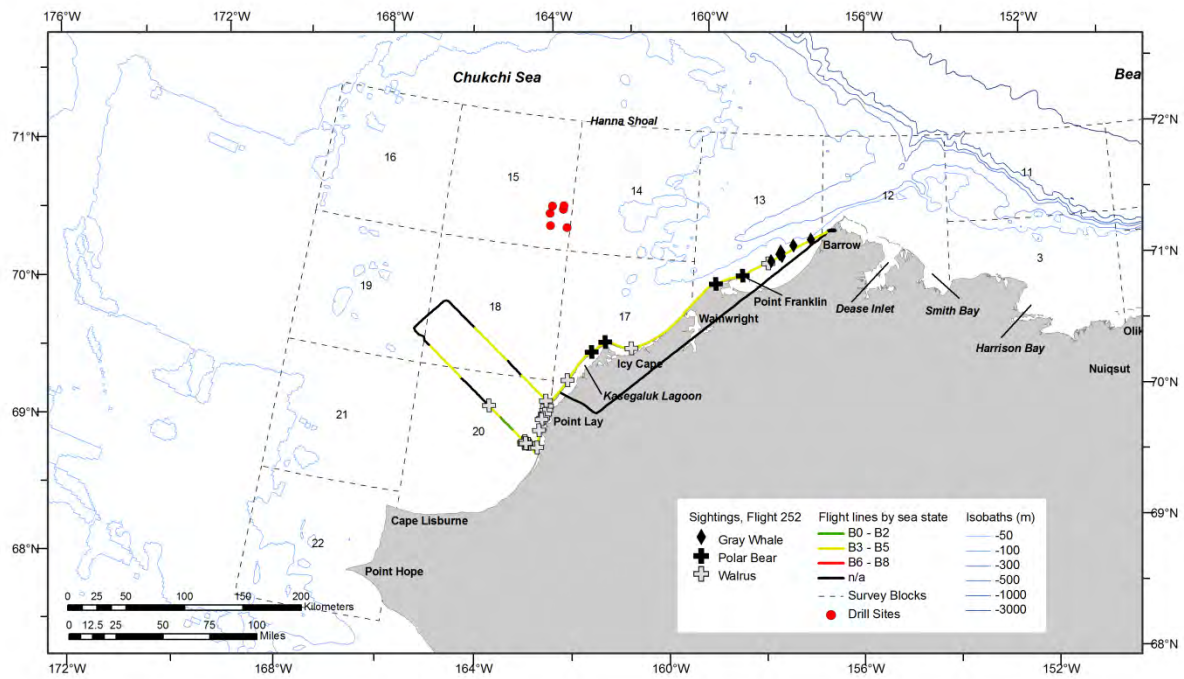 176°W 168°W 164°W 160°W 156°W 152°W
Chukchi Sea
Bea
72°N
71°N
Hanna Shoal
16
15
14
13
12
11
Barrow
71°N
3
70°N
19
18
17
Point Franklin
Dease Inlet
Smith Bay
Wainwright
Harrison Bay
Olik
Icy Cape
Nuiqsut
Kasegaluk Lagoon
70°N
69°N
21
20
Point Lay
Cape Lisburne
22
Point Hope
68°N
69°N
68°N
Sightings, Flight 252
Gray Whale
Polar Bear
Walrus
Flight lines by sea state
B0 - B2
B3 - B5
B6 - B8
n/a
Survey Blocks
Drill Sites
Isobaths (m)
-50
-100
-300
-500
-1000
-3000
0 25 50 100 150 200
Kilometers
0 12.5 25 50 75 100
Miles
172°W 168°W 164°W 160°W 156°W 152°W